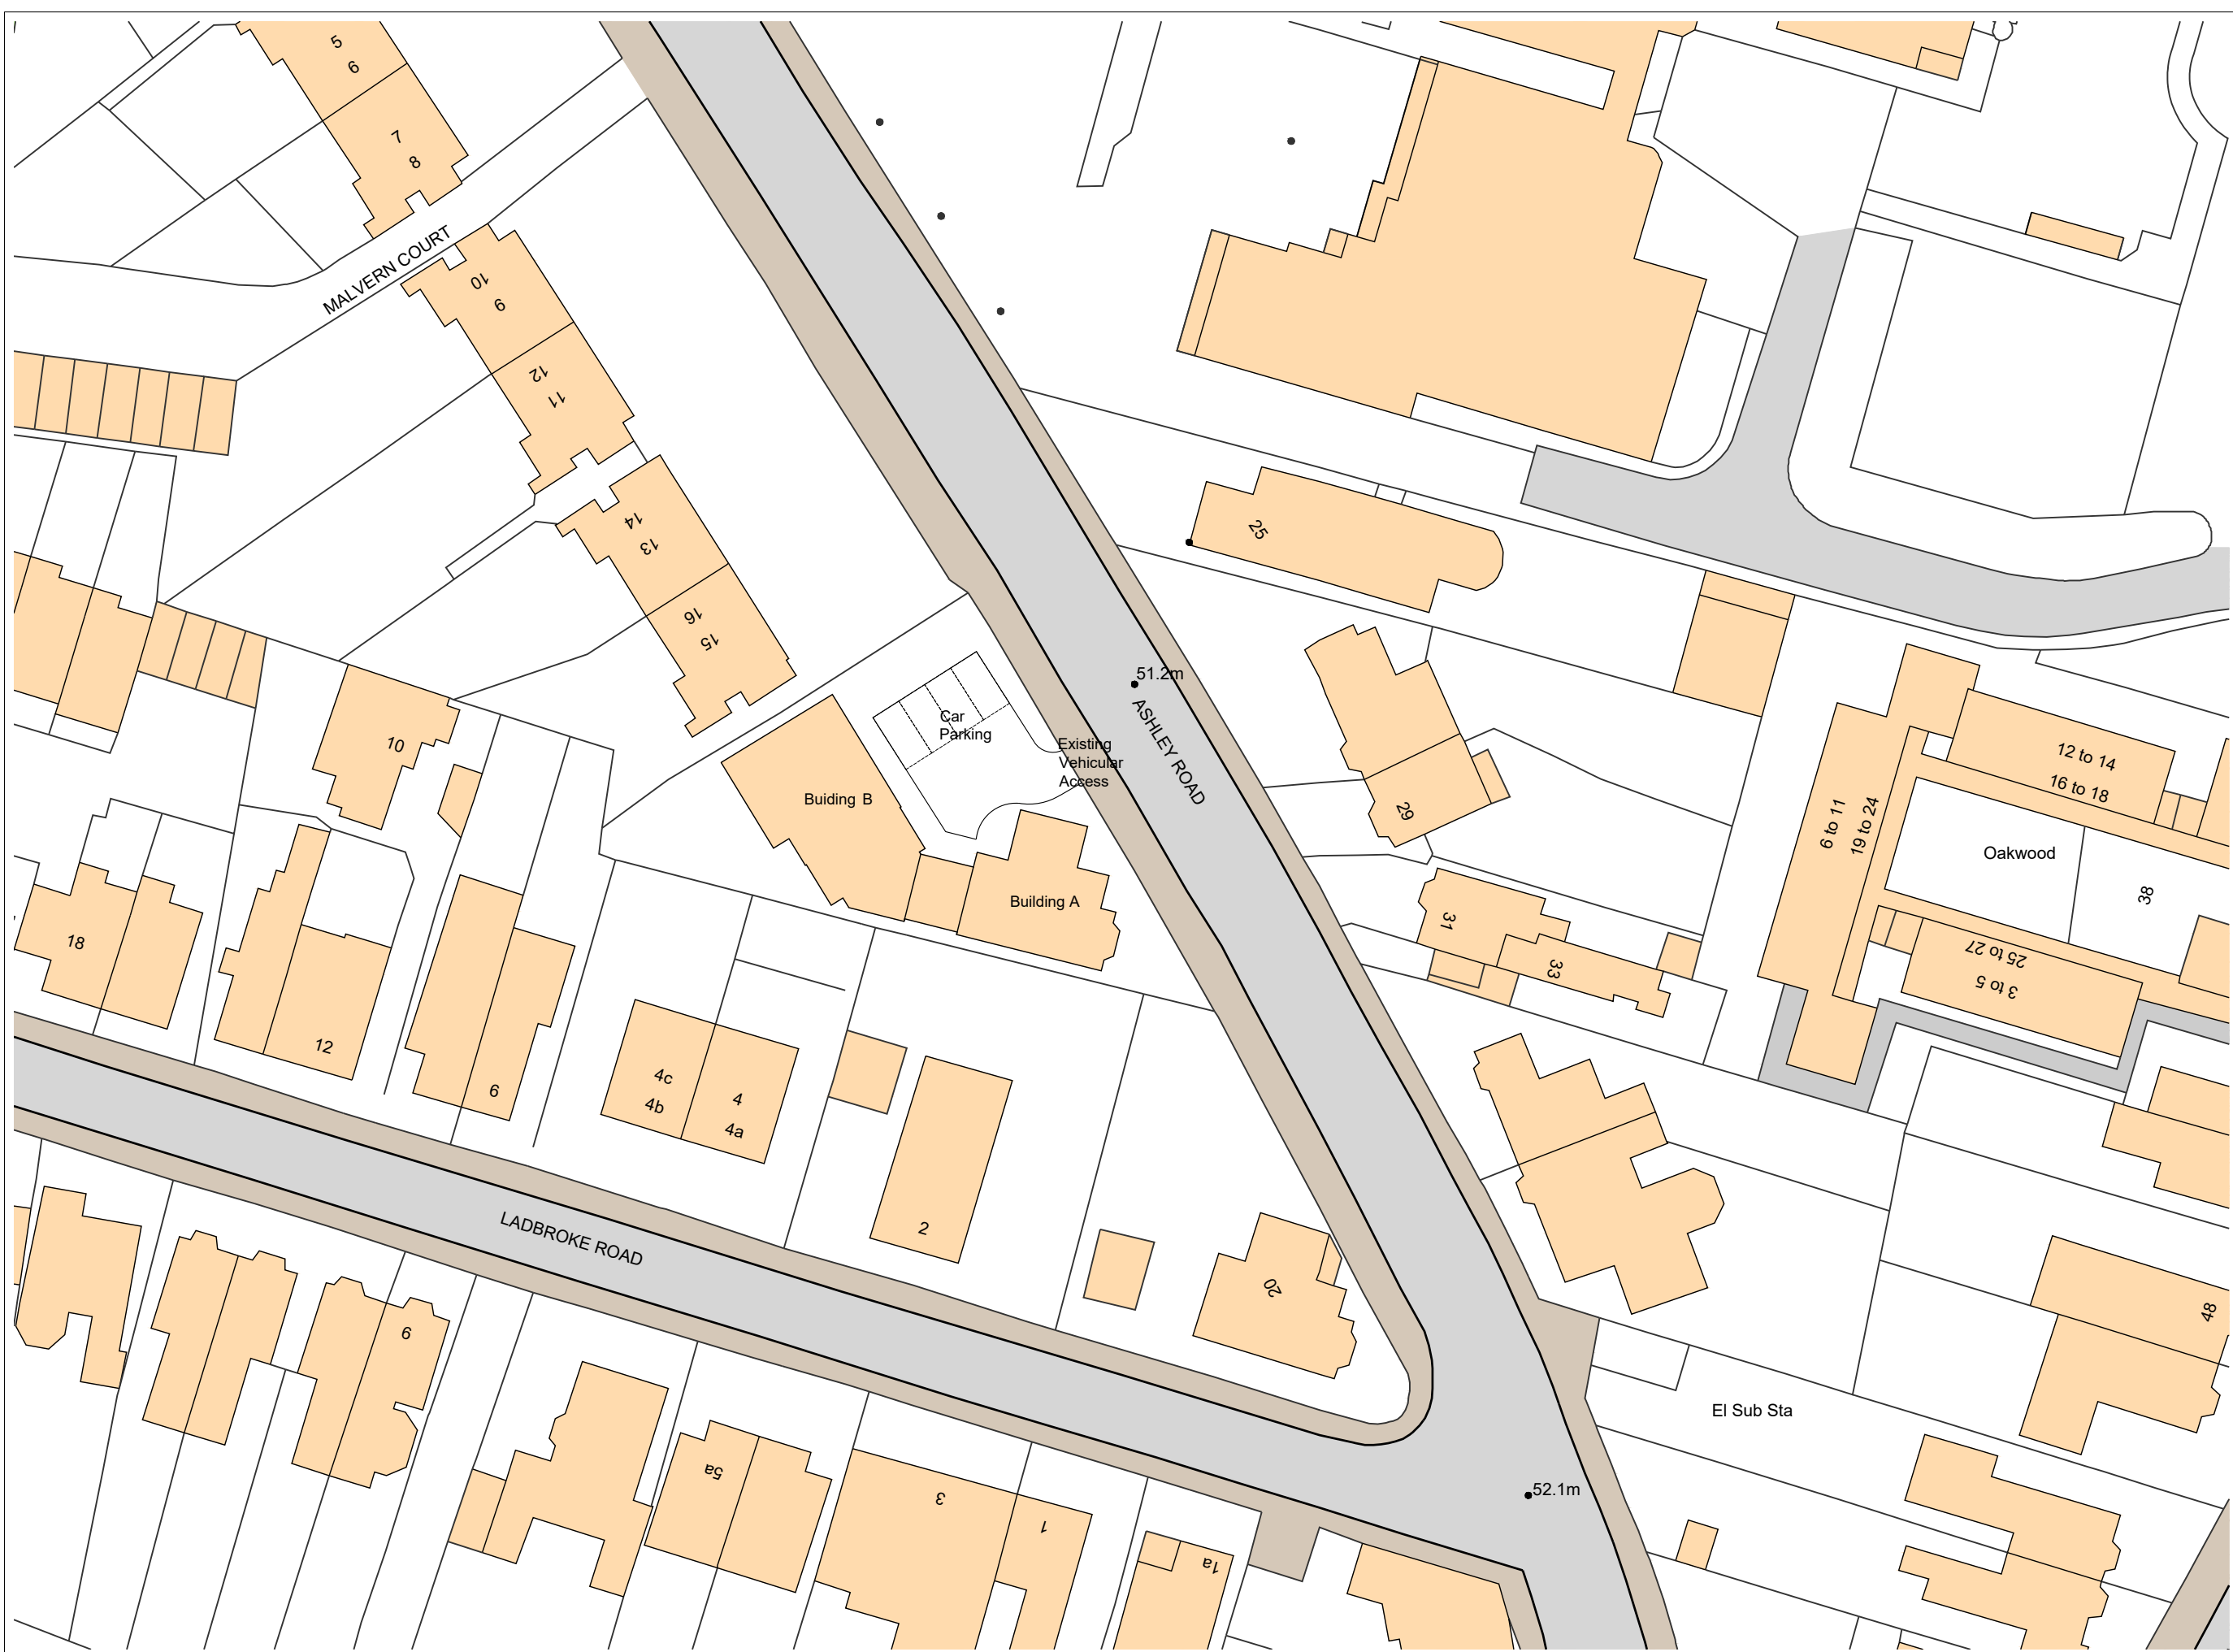 5
6
7
8
MALVERN COURT
10
9
12
11
14
13
16
15
25
51.2m
ASHLEY ROAD
Car
Parking
Existing
Vehicular
Access
Buiding B
Building A
10
29
31
33
12 to 14
16 to 18
6 to 11
19 to 24
Oakwood
38
25 to 27
3 to 5
18
12
6
4c
4b
4
4a
2
LADBROKE ROAD
20
48
6
El Sub Sta
5a
3
1
1a
52.1m